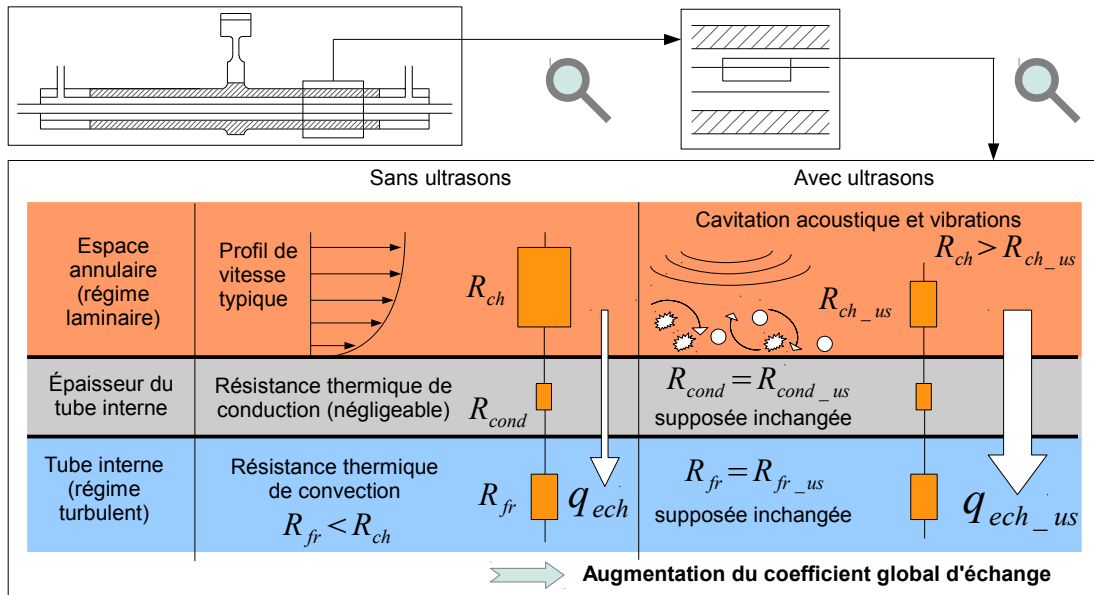 Sans ultrasons
Avec ultrasons
Espace
annulaire
(régime
laminaire)
Profil de
vitesse
typique
R_ch
Cavitation acoustique et vibrations
R_ch > R_ch_us
R_ch_us
Épaisseur du
tube interne
Résistance thermique de
conduction (négligeable)
R_cond
R_cond = R_cond_us
supposée inchangée
Tube interne
(régime
turbulent)
Résistance thermique
de convection
R_fr < R_ch
R_fr
q_ech
R_fr = R_fr_us
supposée inchangée
q_ech_us
Augmentation du coefficient global d'échange